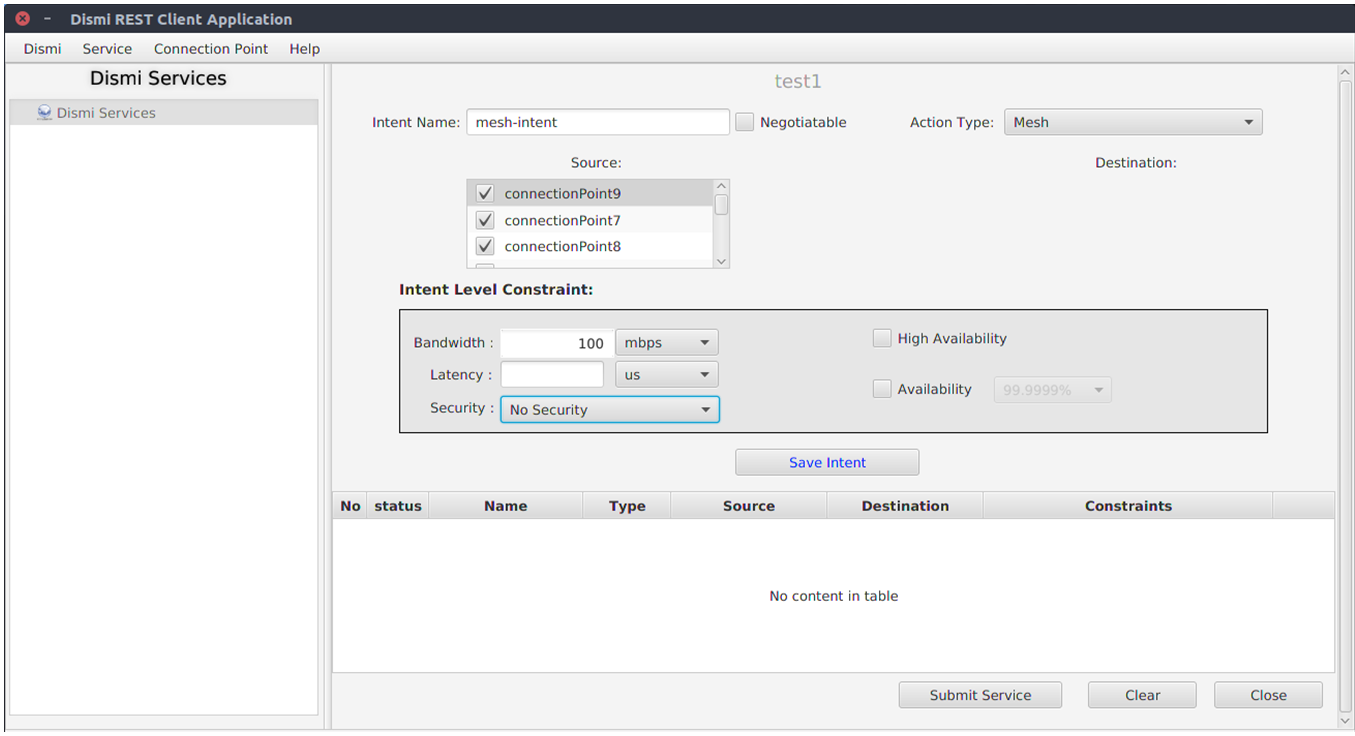 Dismi REST Client Application
Dismi Service Connection Point Help
Dismi Services
Dismi Services
test1
Intent Name: mesh-intent Negotiatable Action Type: Mesh
Source: Destination:
connectionPoint9
connectionPoint7
connectionPoint8
Intent Level Constraint:
Bandwidth : 100 mbps High Availability
Latency : us
Availability 99.9999%
Security : No Security
Save Intent
No status Name Type Source Destination Constraints
No content in table
Submit Service Clear Close